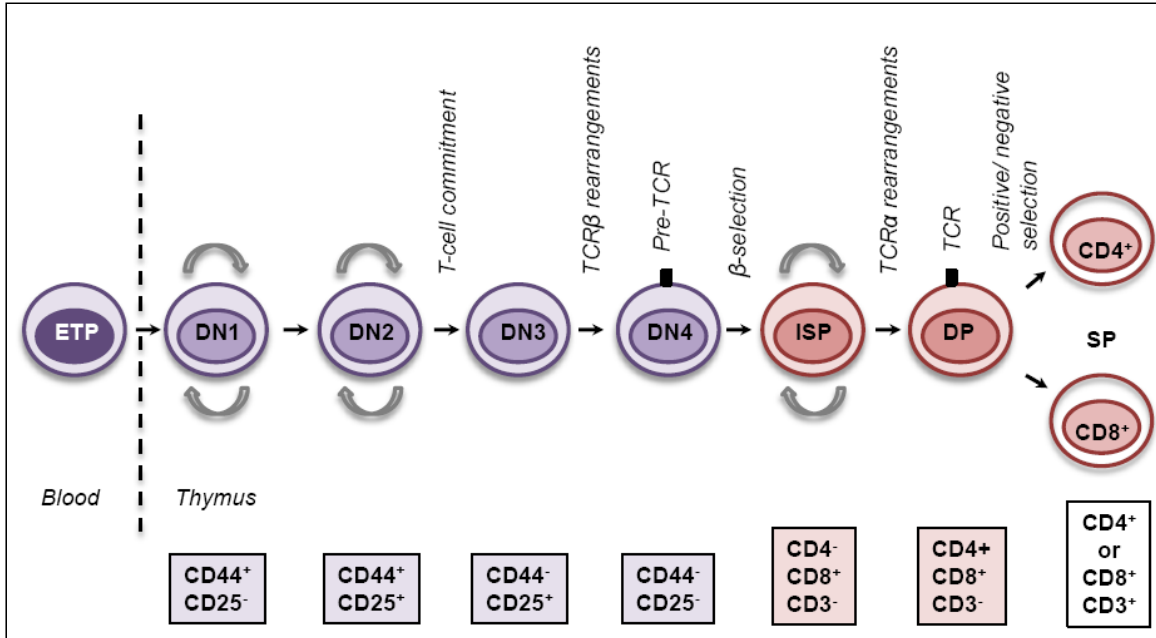 T-cell commitment
TCRβ rearrangements
Pre-TCR
β-selection
TCRα rearrangements
TCR
Positive/ negative
selection
ETP
DN1
DN2
DN3
DN4
ISP
DP
CD4⁺
SP
CD8⁺
Blood
Thymus
CD44⁺
CD25⁻
CD44⁺
CD25⁺
CD44⁻
CD25⁺
CD44⁻
CD25⁻
CD4⁻
CD8⁺
CD3⁻
CD4+
CD8⁺
CD3⁻
CD4⁺
or
CD8⁺
CD3⁺